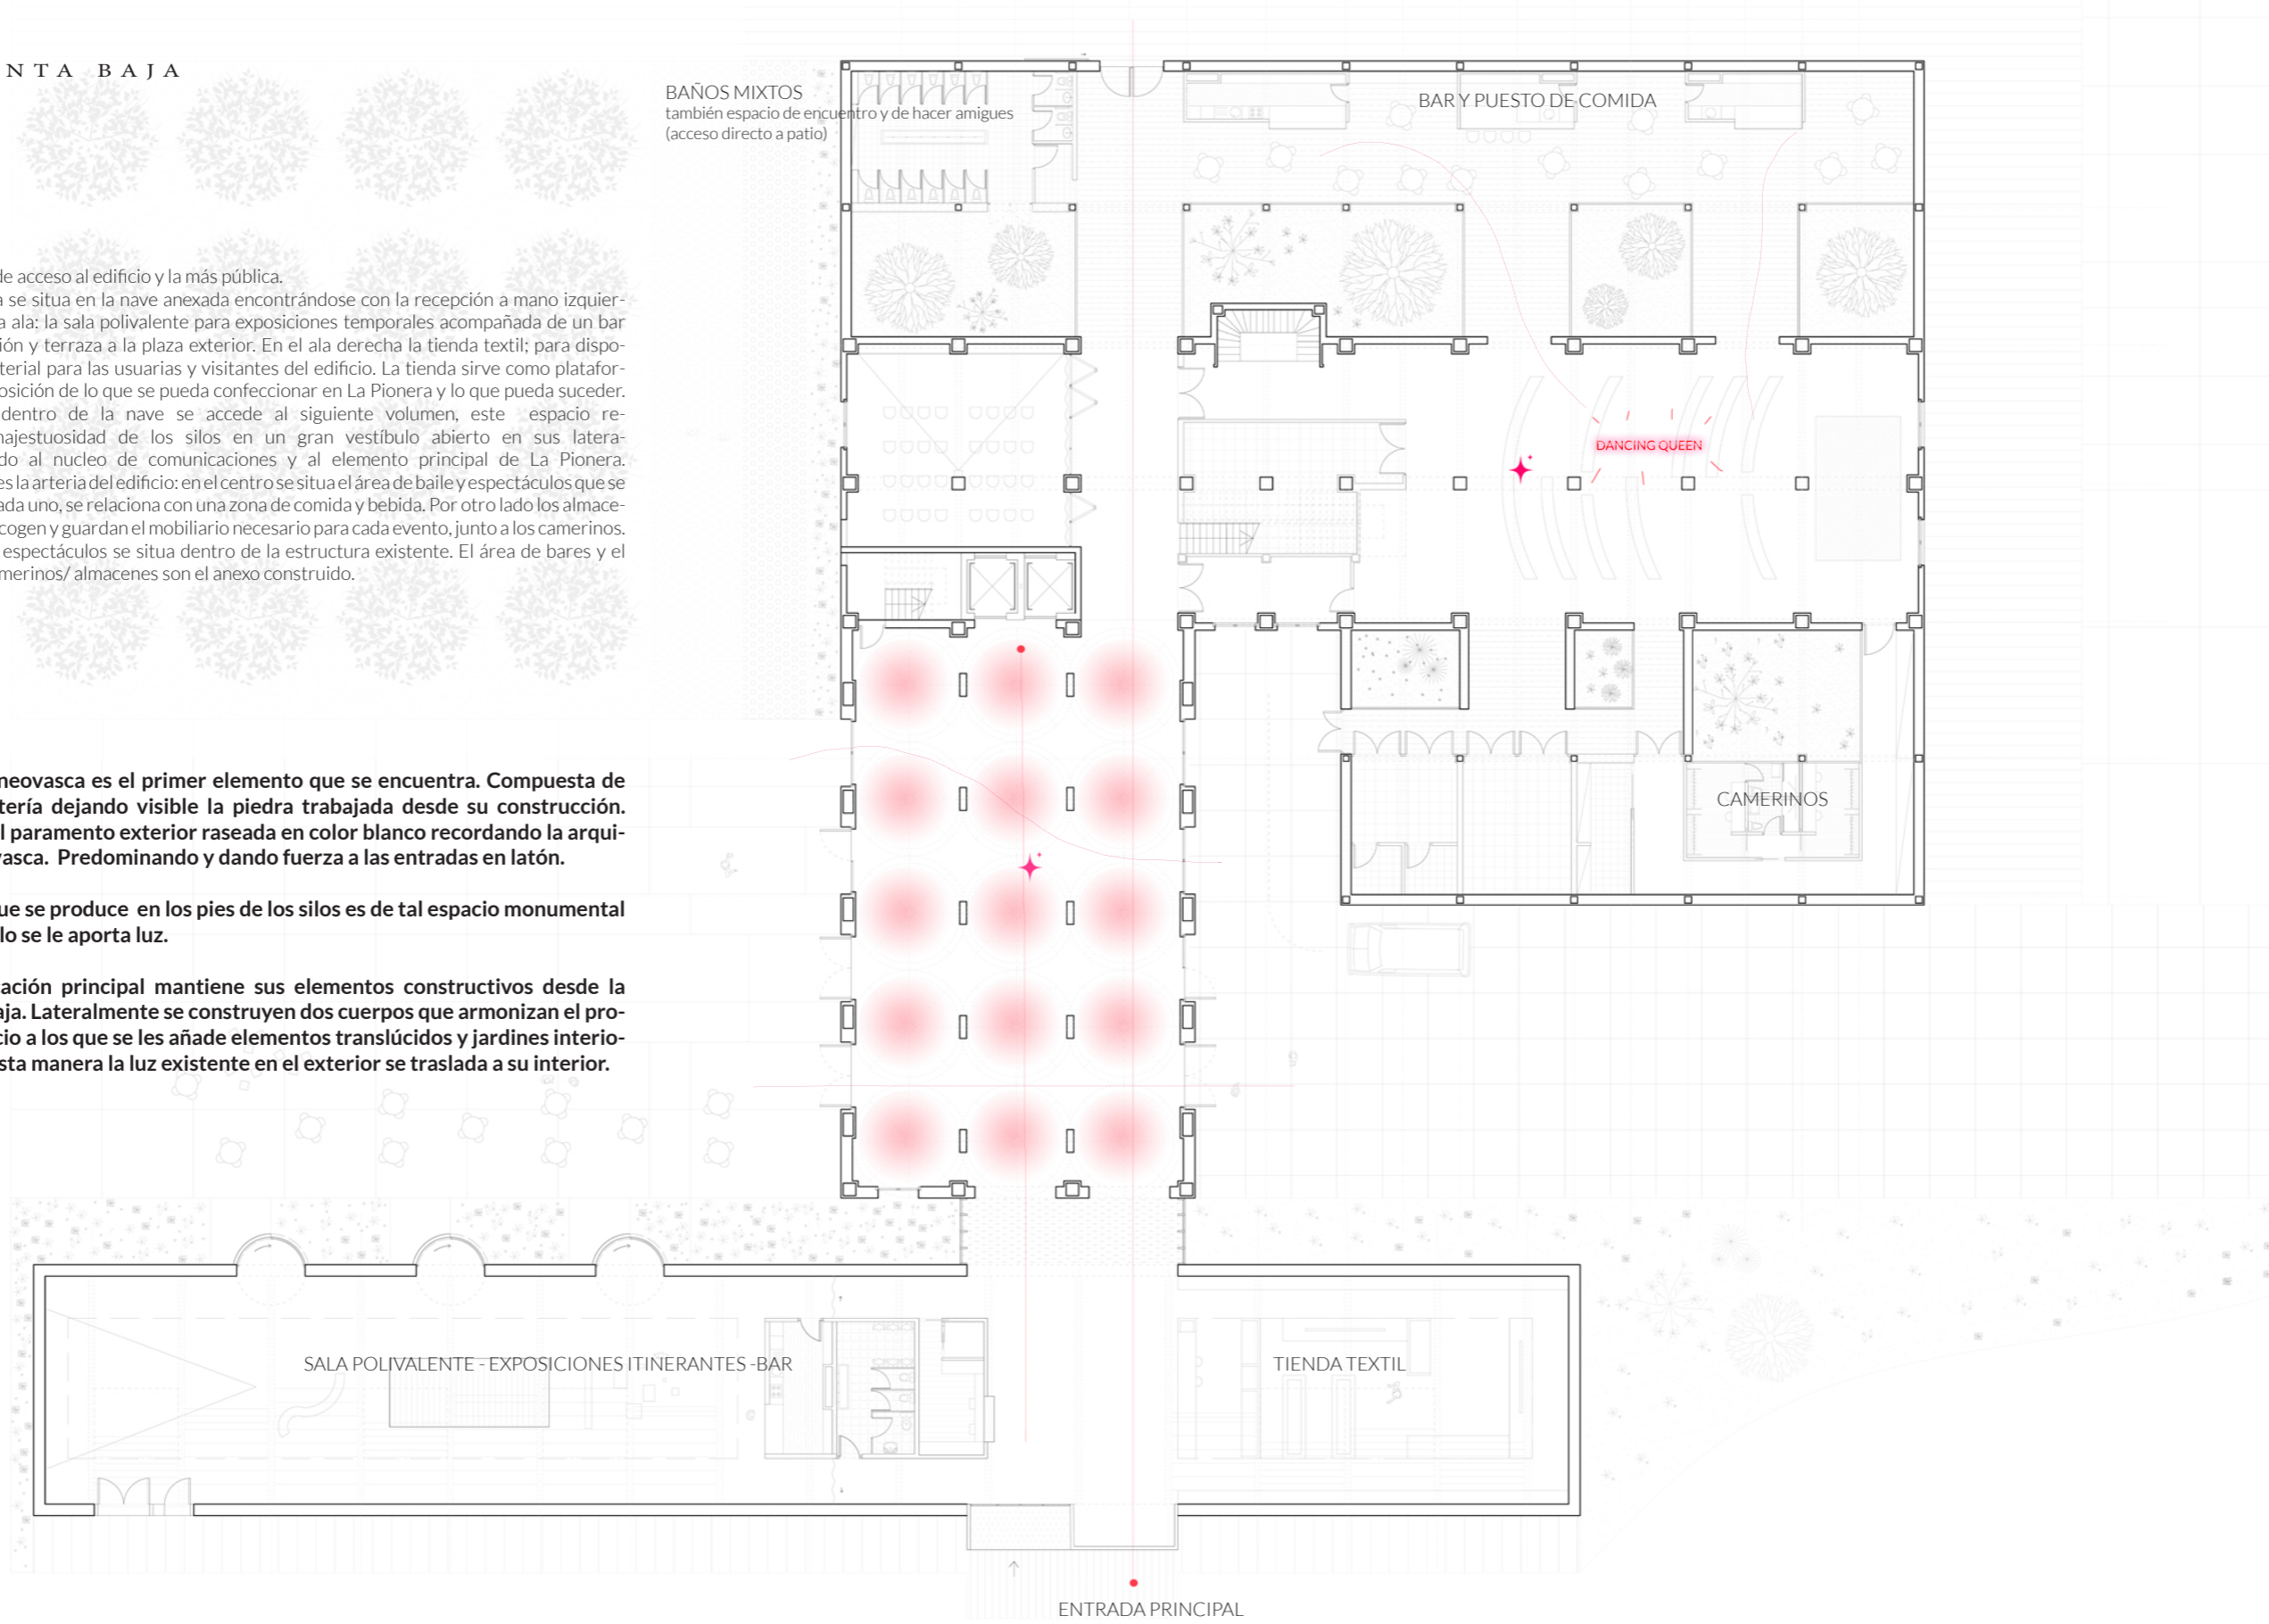 NTA BAJA
de acceso al edificio y la más pública.
a se situa en la nave anexada encontrándose con la recepción a mano izquier-
a ala: la sala polivalente para exposiciones temporales acompañada de un bar
ión y terraza a la plaza exterior. En el ala derecha la tienda textil; para dispo-
terial para las usuarias y visitantes del edificio. La tienda sirve como platafor-
osición de lo que se pueda confeccionar en La Pionera y lo que pueda suceder.
dentro de la nave se accede al siguiente volumen, este espacio re-
najestuosidad de los silos en un gran vestíbulo abierto en sus latera-
do al nucleo de comunicaciones y al elemento principal de La Pionera.
es la arteria del edificio: en el centro se situa el área de baile y espectáculos que se
ada uno, se relaciona con una zona de comida y bebida. Por otro lado los almace-
cogen y guardan el mobiliario necesario para cada evento, junto a los camerinos.
espectáculos se situa dentro de la estructura existente. El área de bares y el
merinos/ almacenes son el anexo construido.
neovasca es el primer elemento que se encuentra. Compuesta de
tería dejando visible la piedra trabajada desde su construcción.
l paramento exterior raseada en color blanco recordando la arqui-
vasca. Predominando y dando fuerza a las entradas en latón.
ue se produce en los pies de los silos es de tal espacio monumental
lo se le aporta luz.
ación principal mantiene sus elementos constructivos desde la
aja. Lateralmente se construyen dos cuerpos que armonizan el pro-
cio a los que se les añade elementos translúcidos y jardines interio-
sta manera la luz existente en el exterior se traslada a su interior.
BAÑOS MIXTOS
también espacio de encuentro y de hacer amigues
(acceso directo a patio)
BAR Y PUESTO DE COMIDA
DANCING QUEEN
CAMERINOS
SALA POLIVALENTE - EXPOSICIONES ITINERANTES -BAR
TIENDA TEXTIL
ENTRADA PRINCIPAL